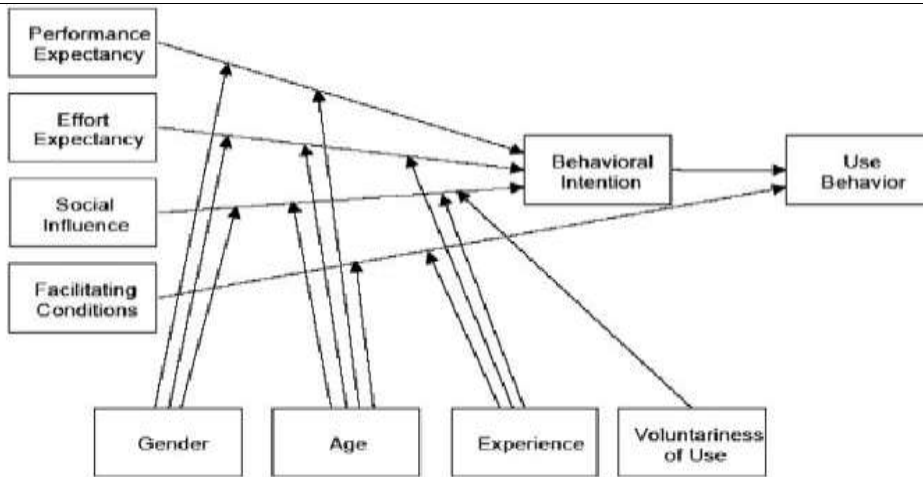 Performance
Expectancy
Effort
Expectancy
Social
Influence
Facilitating
Conditions
Behavioral
Intention
Use
Behavior
Gender
Age
Experience
Voluntariness
of Use